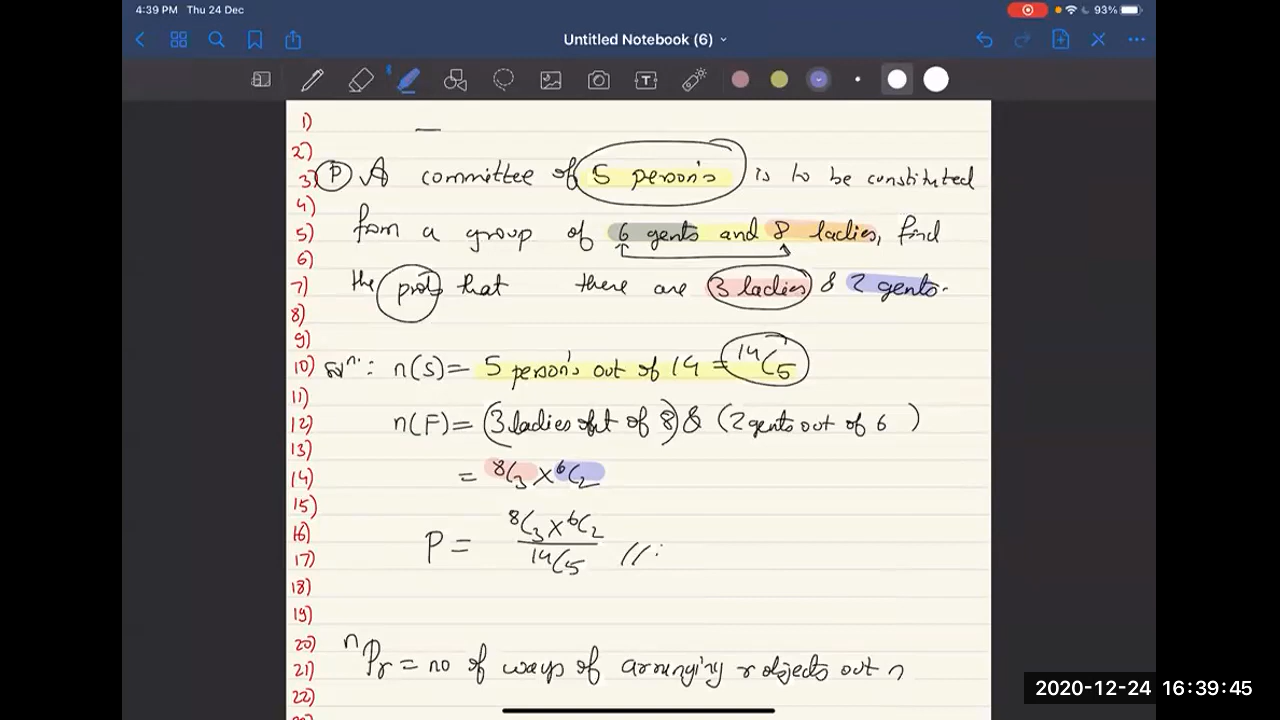 4:39 PM Thu 24 Dec 93%
Untitled Notebook (6)
1)
2)
3) P A committee of 5 person's is to be constituted
4)
5) from a group of 6 gents and 8 ladies, find
6)
7) the prob that there are 3 ladies & 2 gents.
8)
9)
10) Soln: n(S) = 5 person's out of 14 = 14C5
11)
12) n(F) = (3 ladies out of 8) & (2 gents out of 6 )
13)
14) = 8C3 × 6C2
15)
16) P = 8C3 × 6C2
17) 14C5 //:
18)
19)
20)
21) nPr = no of ways of arranging r objects out n
22)
2020-12-24 16:39:45